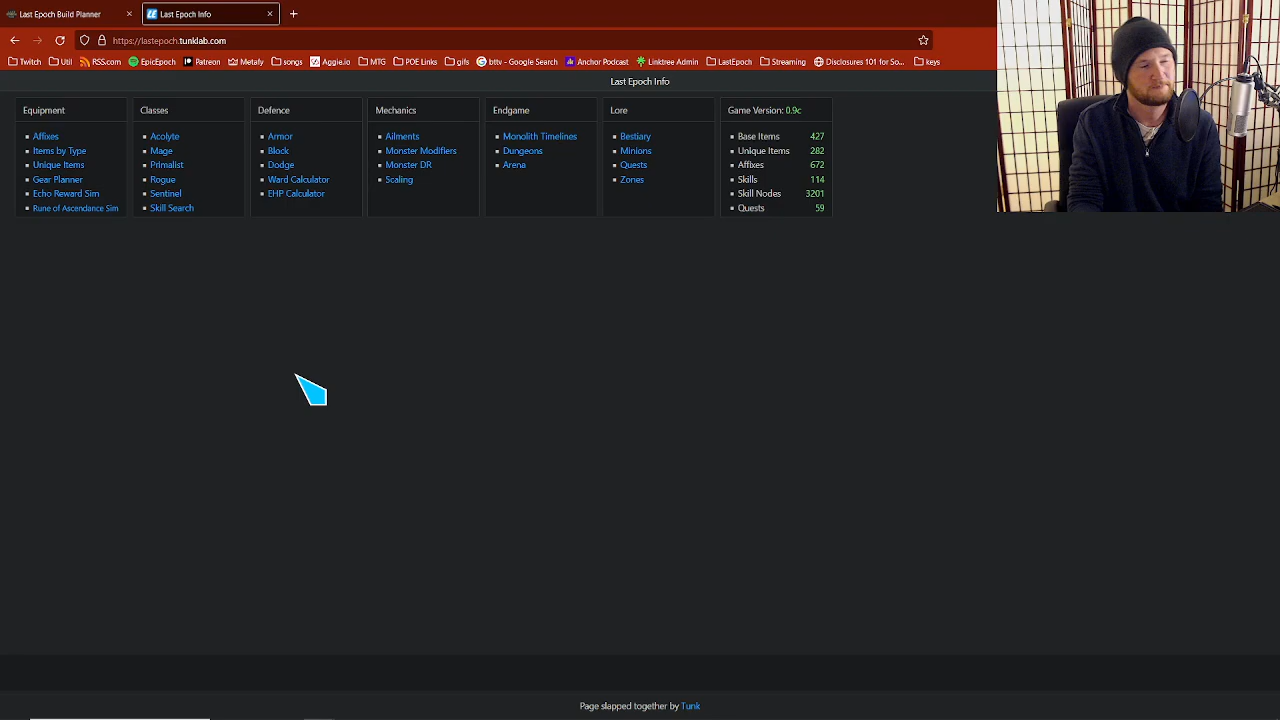 Last Epoch Build Planner
Last Epoch Info
https://lastepoch.tunklab.com
Twitch Util RSS.com EpicEpoch Patreon Metafy songs Aggie.io MTG POE Links gifs bttv - Google Search Anchor Podcast Linktree Admin LastEpoch Streaming Disclosures 101 for So... keys
Last Epoch Info
Equipment
Affixes
Items by Type
Unique Items
Gear Planner
Echo Reward Sim
Rune of Ascendance Sim
Classes
Acolyte
Mage
Primalist
Rogue
Sentinel
Skill Search
Defence
Armor
Block
Dodge
Ward Calculator
EHP Calculator
Mechanics
Ailments
Monster Modifiers
Monster DR
Scaling
Endgame
Monolith Timelines
Dungeons
Arena
Lore
Bestiary
Minions
Quests
Zones
Game Version: 0.9c
Base Items 427
Unique Items 282
Affixes 672
Skills 114
Skill Nodes 3201
Quests 59
Page slapped together by Tunk